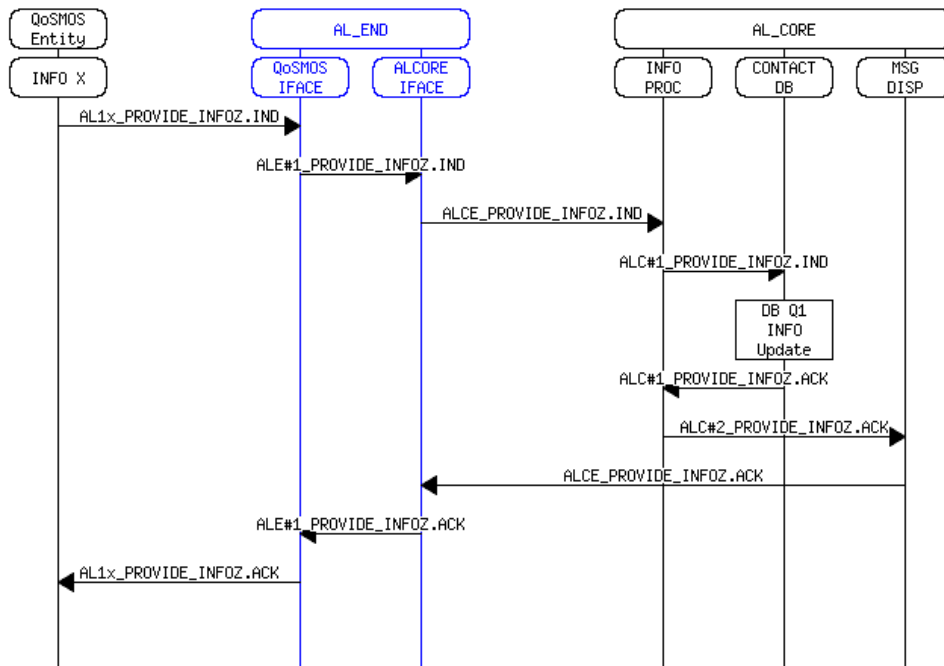 QoSMOS
Entity
AL_END
AL_CORE
INFO X
QoSMOS
IFACE
ALCORE
IFACE
INFO
PROC
CONTACT
DB
MSG
DISP
AL1x_PROVIDE_INFOZ.IND
ALE#1_PROVIDE_INFOZ.IND
ALCE_PROVIDE_INFOZ.IND
ALC#1_PROVIDE_INFOZ.IND
DB Q1
INFO
Update
ALC#1_PROVIDE_INFOZ.ACK
ALC#2_PROVIDE_INFOZ.ACK
ALCE_PROVIDE_INFOZ.ACK
ALE#1_PROVIDE_INFOZ.ACK
AL1x_PROVIDE_INFOZ.ACK